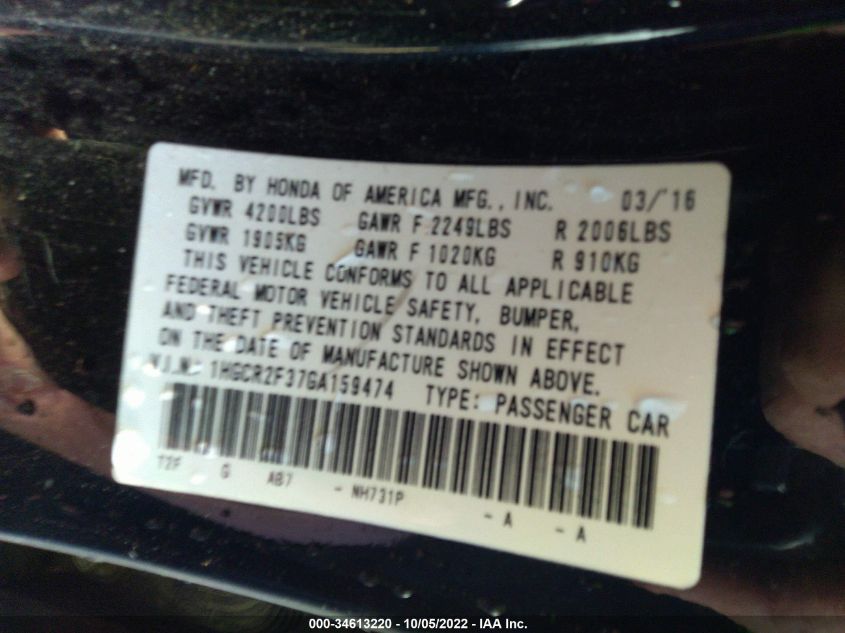 MFD. BY HONDA OF AMERICA MFG., INC. 03/'16
GVWR 4200LBS GAWR F 2249LBS R 2006LBS
GVWR 1905KG GAWR F 1020KG R 910KG
THIS VEHICLE CONFORMS TO ALL APPLICABLE
FEDERAL MOTOR VEHICLE SAFETY, BUMPER,
AND THEFT PREVENTION STANDARDS IN EFFECT
ON THE DATE OF MANUFACTURE SHOWN ABOVE.
V.I.N.: 1HGCR2F37GA159474 TYPE: PASSENGER CAR
T2F G AB7 - NH731P - A - A
000-34613220 - 10/05/2022 - IAA Inc.